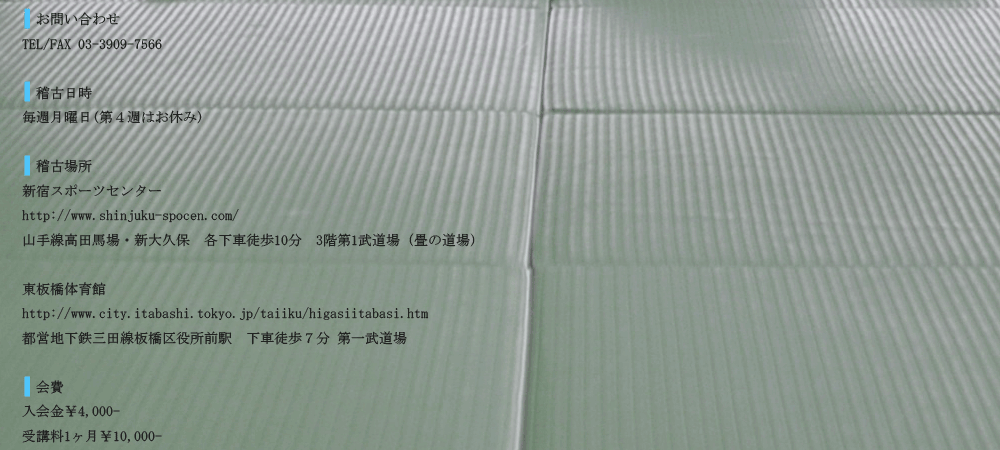 お問い合わせ
TEL/FAX 03-3909-7566
稽古日時
毎週月曜日(第４週はお休み)
稽古場所
新宿スポーツセンター
http://www.shinjuku-spocen.com/
山手線高田馬場・新大久保　各下車徒歩10分　3階第1武道場（畳の道場）
東板橋体育館
http://www.city.itabashi.tokyo.jp/taiiku/higasiitabasi.htm
都営地下鉄三田線板橋区役所前駅　下車徒歩７分 第一武道場
会費
入会金￥4,000-
受講料1ヶ月￥10,000-